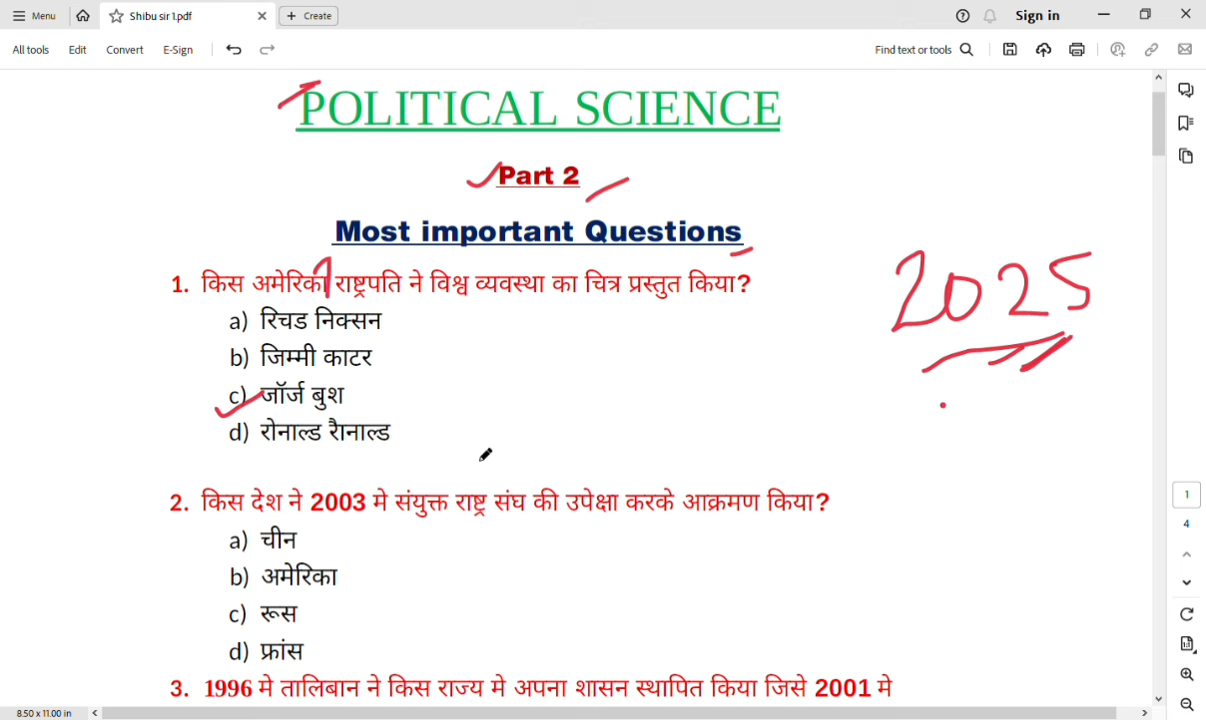 Menu Shibu sir 1.pdf Create Sign in
All tools Edit Convert E-Sign Find text or tools
POLITICAL SCIENCE
Part 2
Most important Questions
1. किस अमेरिका राष्ट्रपति ने विश्व व्यवस्था का चित्र प्रस्तुत किया?
a) रिचड निक्सन
b) जिम्मी काटर
c) जॉर्ज बुश
d) रोनाल्ड रैानाल्ड
2025
2. किस देश ने 2003 मे संयुक्त राष्ट्र संघ की उपेक्षा करके आक्रमण किया?
a) चीन
b) अमेरिका
c) रूस
d) फ्रांस
3. 1996 मे तालिबान ने किस राज्य मे अपना शासन स्थापित किया जिसे 2001 मे
1
4
8.50 x 11.00 in